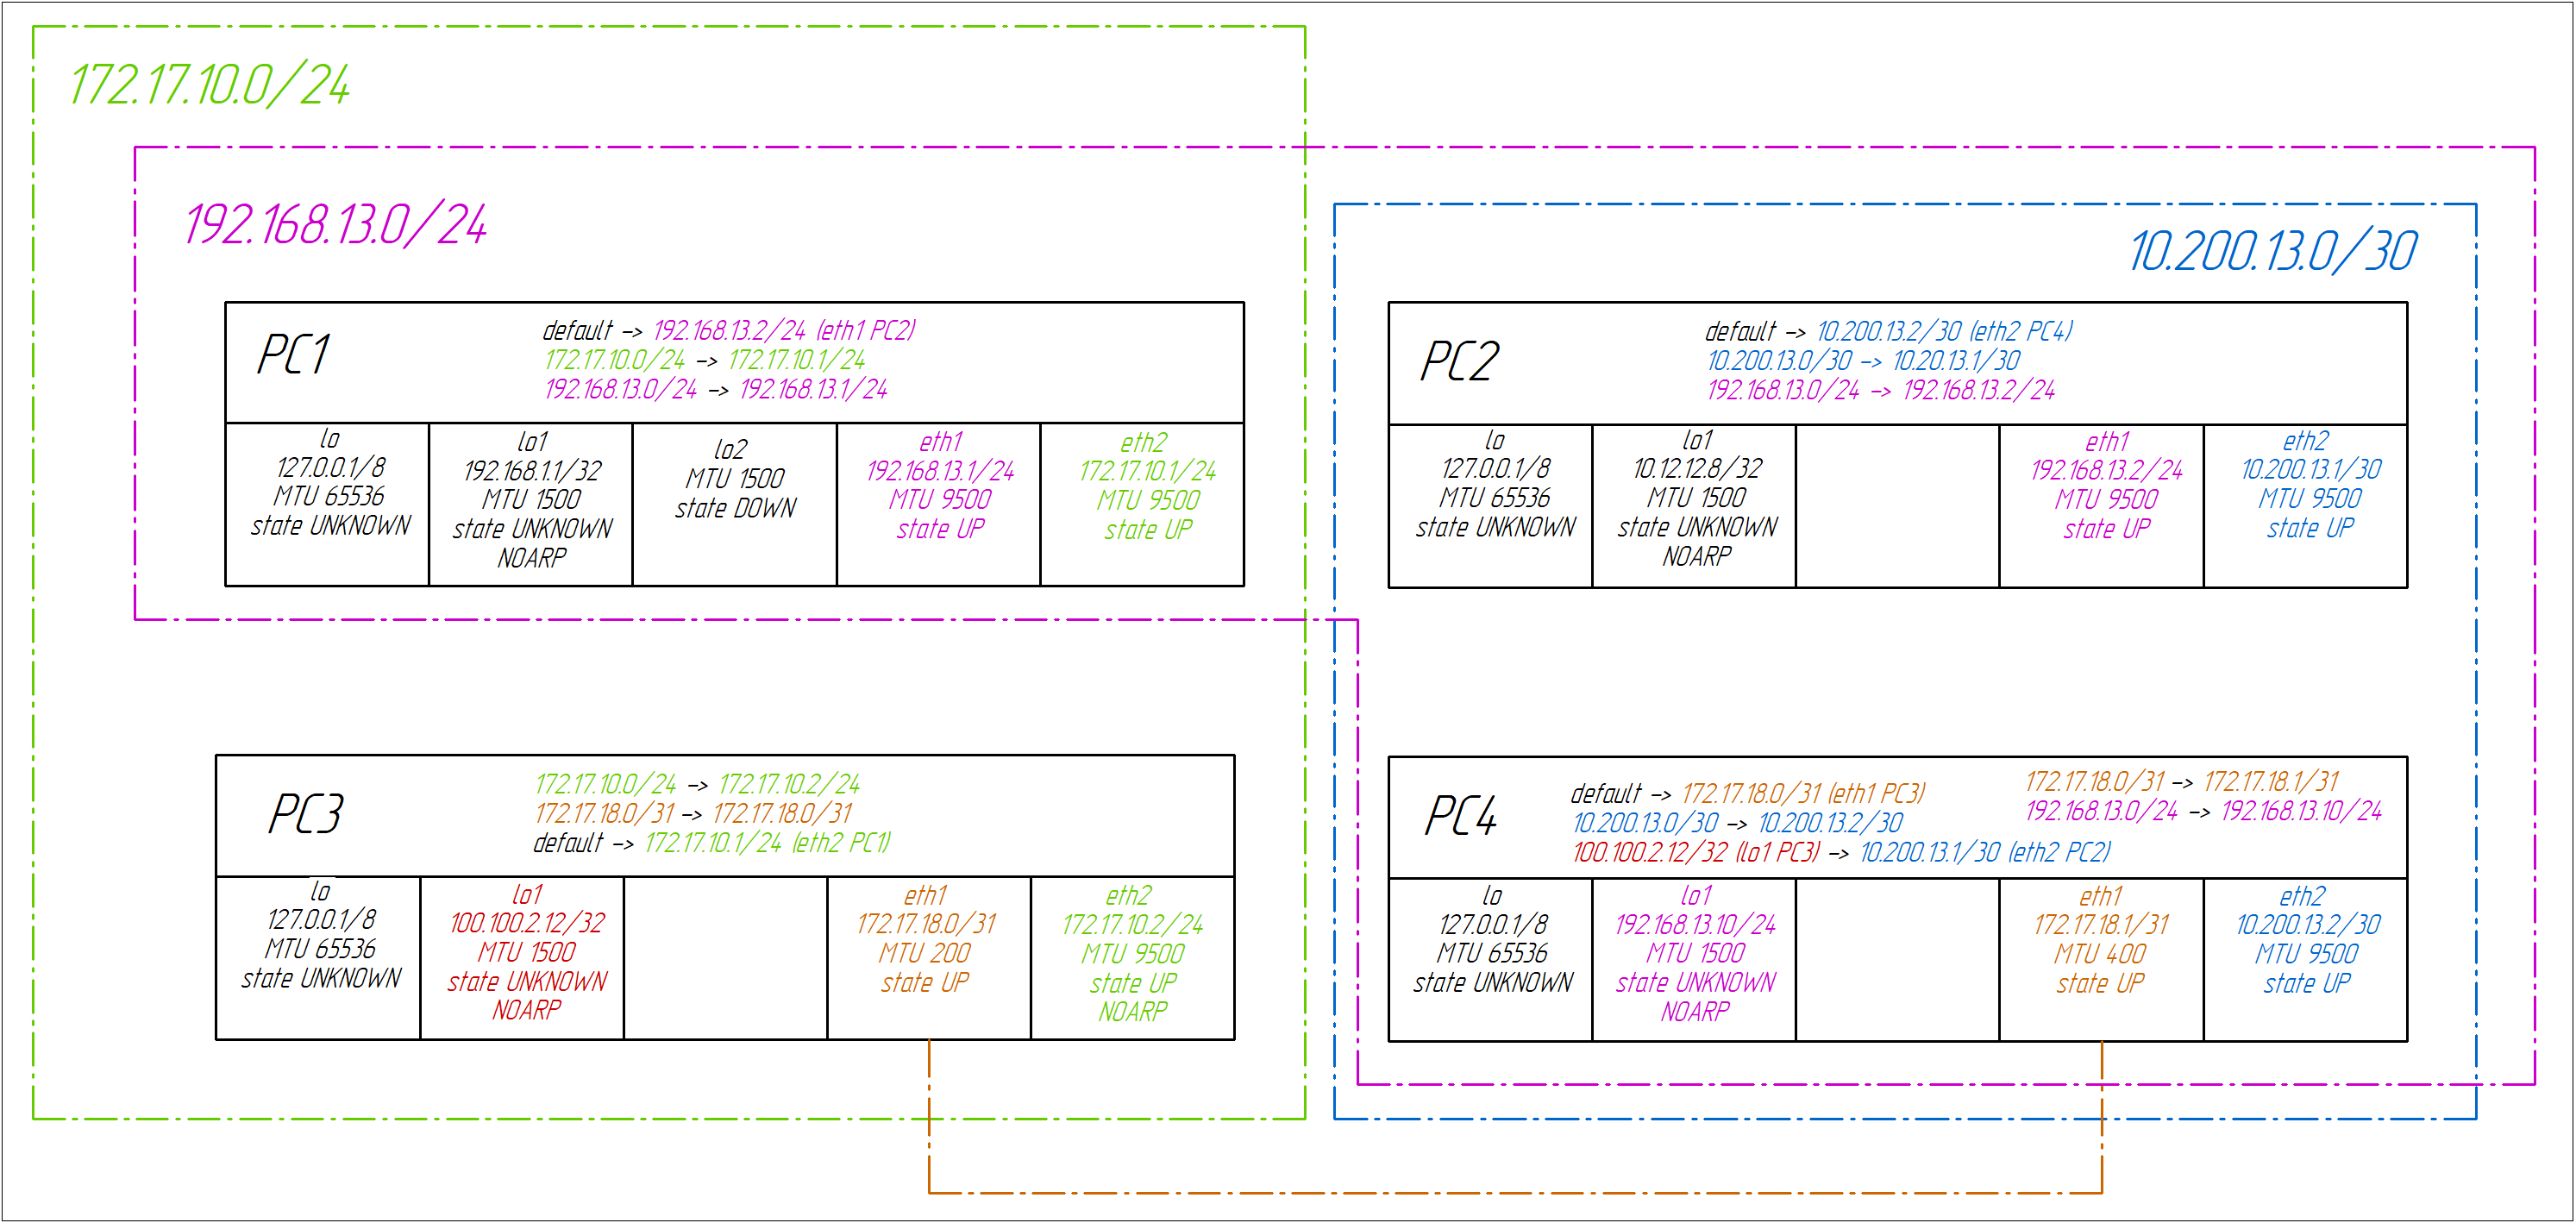 172.17.10.0/24
192.168.13.0/24
10.200.13.0/30
PC1
default -> 192.168.13.2/24 (eth1 PC2)
172.17.10.0/24 -> 172.17.10.1/24
192.168.13.0/24 -> 192.168.13.1/24
lo
127.0.0.1/8
MTU 65536
state UNKNOWN
lo1
192.168.1.1/32
MTU 1500
state UNKNOWN
NOARP
lo2
MTU 1500
state DOWN
eth1
192.168.13.1/24
MTU 9500
state UP
eth2
172.17.10.1/24
MTU 9500
state UP
PC2
default -> 10.200.13.2/30 (eth2 PC4)
10.200.13.0/30 -> 10.20.13.1/30
192.168.13.0/24 -> 192.168.13.2/24
lo
127.0.0.1/8
MTU 65536
state UNKNOWN
lo1
10.12.12.8/32
MTU 1500
state UNKNOWN
NOARP
eth1
192.168.13.2/24
MTU 9500
state UP
eth2
10.200.13.1/30
MTU 9500
state UP
PC3
172.17.10.0/24 -> 172.17.10.2/24
172.17.18.0/31 -> 172.17.18.0/31
default -> 172.17.10.1/24 (eth2 PC1)
lo
127.0.0.1/8
MTU 65536
state UNKNOWN
lo1
100.100.2.12/32
MTU 1500
state UNKNOWN
NOARP
eth1
172.17.18.0/31
MTU 200
state UP
eth2
172.17.10.2/24
MTU 9500
state UP
NOARP
PC4
default -> 172.17.18.0/31 (eth1 PC3)
10.200.13.0/30 -> 10.200.13.2/30
100.100.2.12/32 (lo1 PC3) -> 10.200.13.1/30 (eth2 PC2)
172.17.18.0/31 -> 172.17.18.1/31
192.168.13.0/24 -> 192.168.13.10/24
lo
127.0.0.1/8
MTU 65536
state UNKNOWN
lo1
192.168.13.10/24
MTU 1500
state UNKNOWN
NOARP
eth1
172.17.18.1/31
MTU 400
state UP
eth2
10.200.13.2/30
MTU 9500
state UP